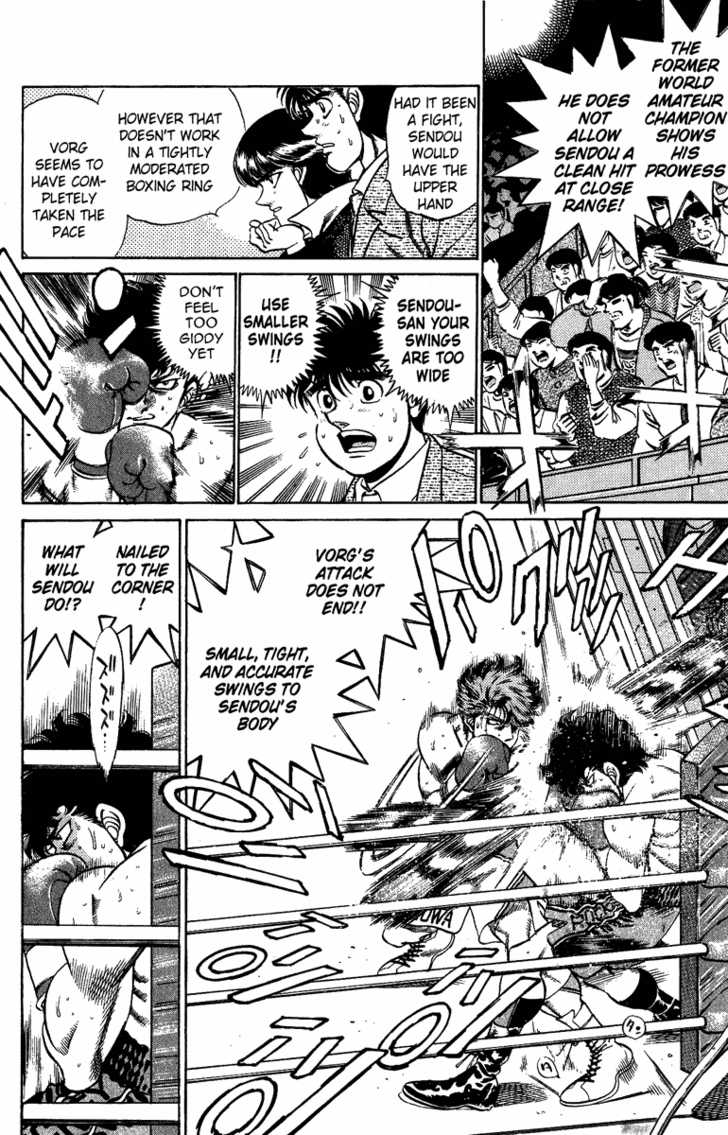 THE
FORMER
WORLD
AMATEUR
CHAMPION
SHOWS
HIS
PROWESS
HE DOES
NOT
ALLOW
SENDOU A
CLEAN HIT
AT CLOSE
RANGE!
HAD IT BEEN
A FIGHT,
SENDOU
WOULD
HAVE THE
UPPER
HAND
HOWEVER THAT
DOESN'T WORK
IN A TIGHTLY
MODERATED
BOXING RING
VORG
SEEMS TO
HAVE COM-
PLETELY
TAKEN THE
PACE
SENDOU-
SAN YOUR
SWINGS
ARE TOO
WIDE
USE
SMALLER
SWINGS
!!
DON'T
FEEL
TOO
GIDDY
YET
VORG'S
ATTACK
DOES NOT
END!!
SMALL, TIGHT,
AND ACCURATE
SWINGS TO
SENDOU'S
BODY
NAILED
TO THE
CORNER
!
WHAT
WILL
SENDOU
DO!?